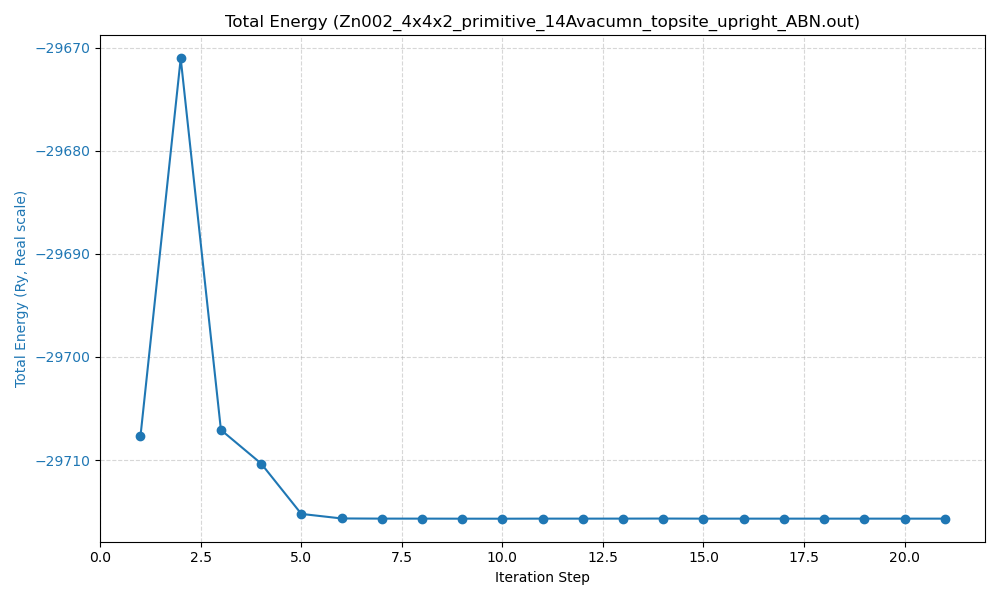 Total Energy (Zn002_4x4x2_primitive_14Avacumn_topsite_upright_ABN.out)
Total Energy (Ry, Real scale)
−29670
−29680
−29690
−29700
−29710
0.0 2.5 5.0 7.5 10.0 12.5 15.0 17.5 20.0
Iteration Step